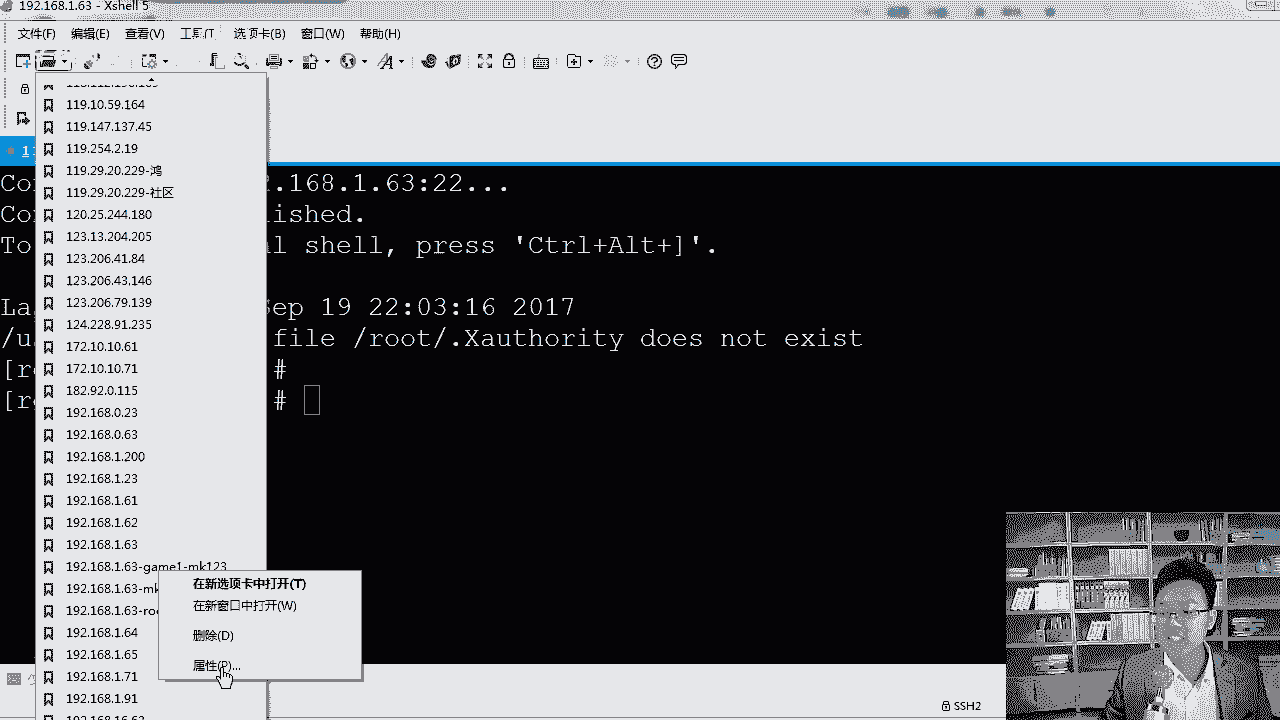 192.168.1.63 - Xshell 5
文件(F) 编辑(E) 查看(V) 工具(T 选项卡(B) 窗口(W) 帮助(H)
119.10.59.164
119.147.137.45
119.254.2.19
119.29.20.229-鸿
119.29.20.229-社区
120.25.244.180
123.13.204.205
123.206.41.84
123.206.43.146
123.206.79.139
124.228.91.235
172.10.10.61
172.10.10.71
182.92.0.115
192.168.0.23
192.168.0.63
192.168.1.200
192.168.1.23
192.168.1.61
192.168.1.62
192.168.1.63
192.168.1.63-game1-mk123
192.168.1.63-mk
192.168.1.63-roo
192.168.1.64
192.168.1.65
192.168.1.71
192.168.1.91
在新选项卡中打开(T)
在新窗口中打开(W)
删除(D)
属性(P)...
Co 2.168.1.63:22...
Co lished.
To l shell, press 'Ctrl+Alt+]'.
La Sep 19 22:03:16 2017
/u file /root/.Xauthority does not exist
[r #
[r #
SSH2